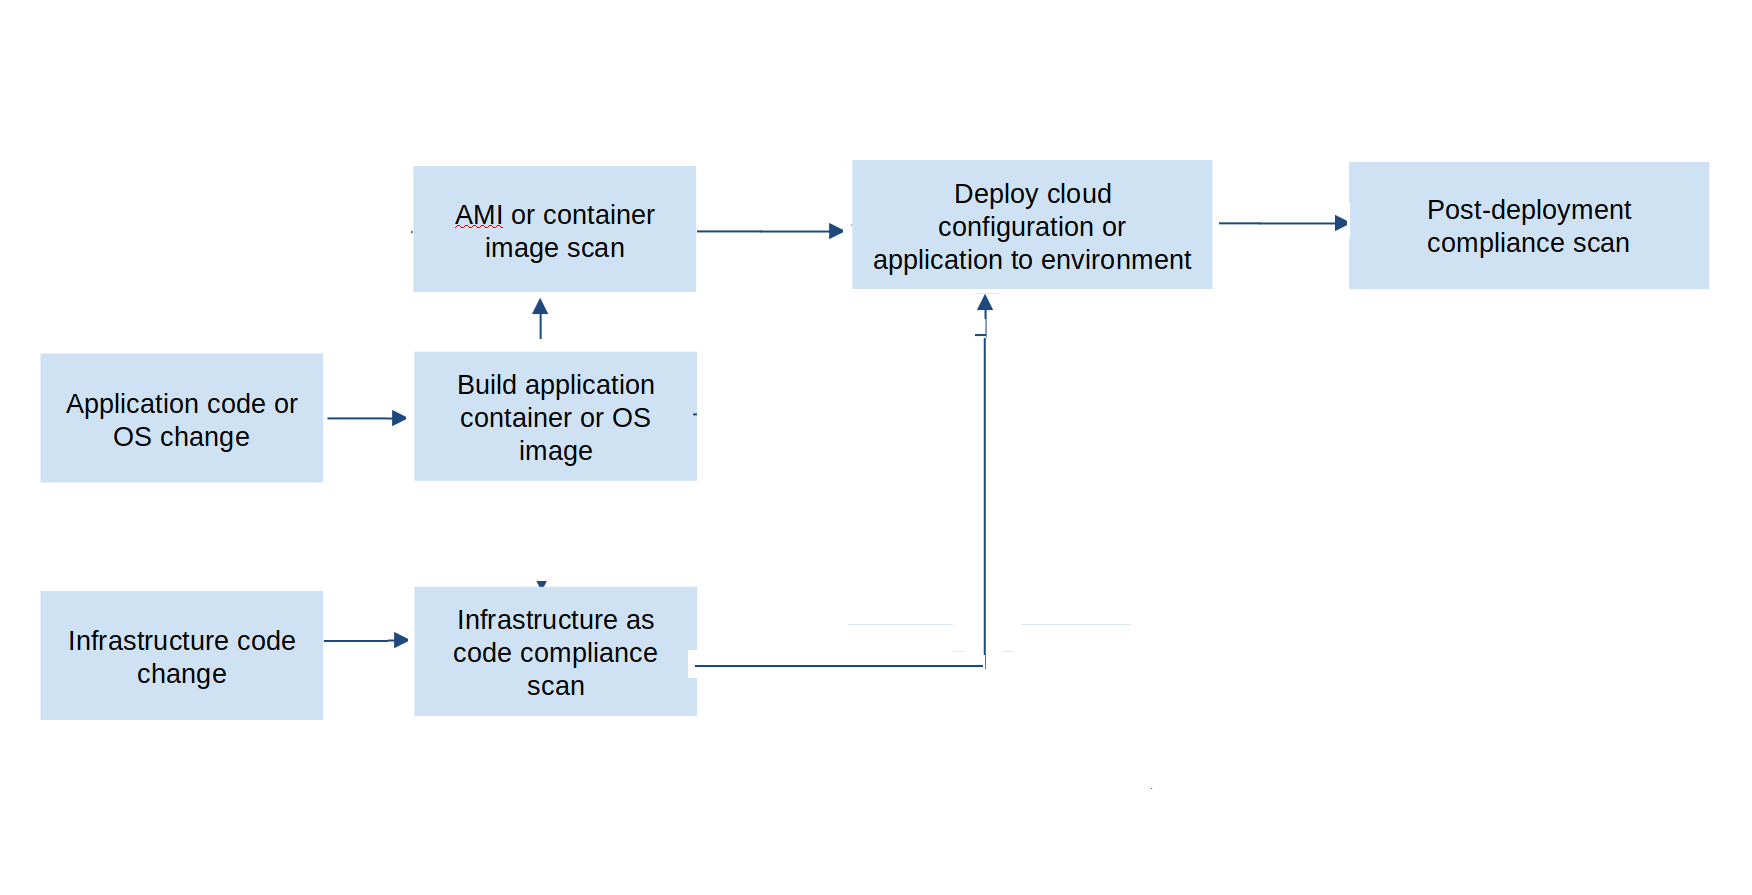 AMI or container
image scan
Deploy cloud
configuration or
application to environment
Post-deployment
compliance scan
Application code or
OS change
Build application
container or OS
image
Infrastructure code
change
Infrastructure as
code compliance
scan